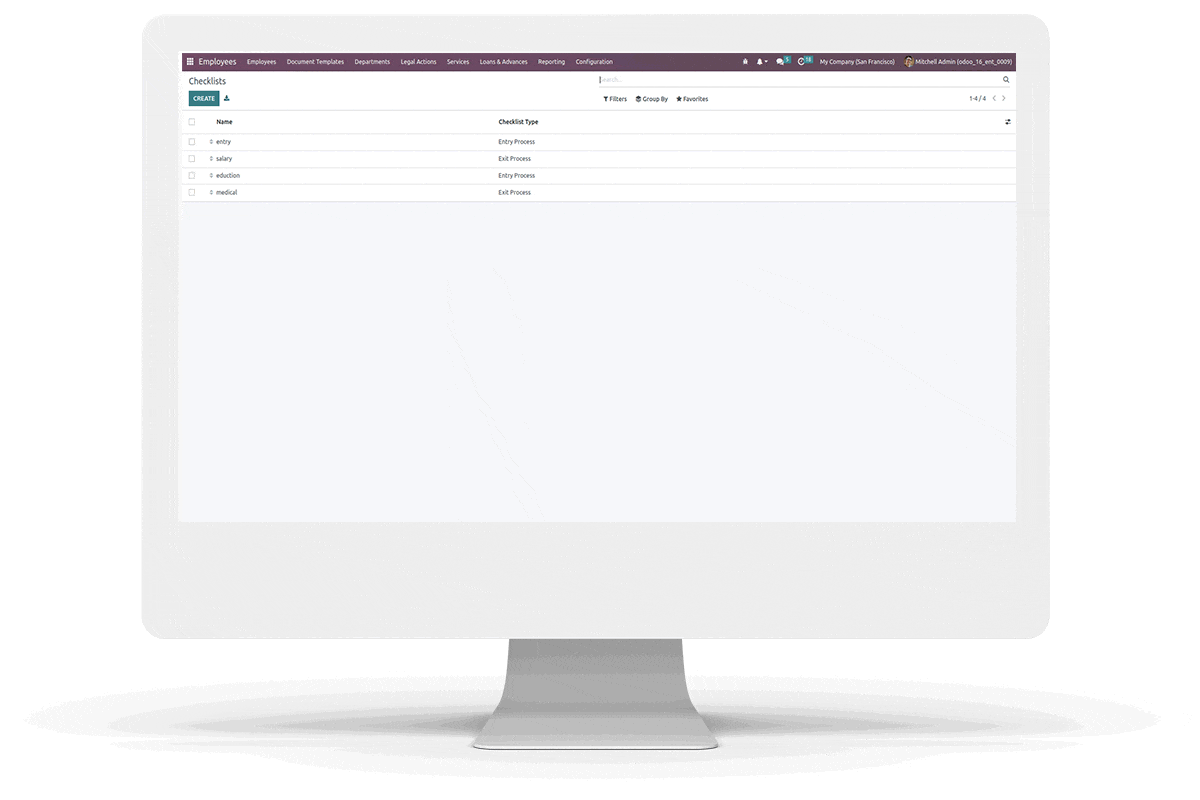 Employees Employees Document Templates Departments Legal Actions Services Loans & Advances Reporting Configuration 5 18 My Company (San Francisco) Mitchell Admin (odoo_16_ent_0009)
Checklists Search...
CREATE Filters Group By Favorites 1-4 / 4
Name Checklist Type
entry Entry Process
salary Exit Process
eduction Entry Process
medical Exit Process